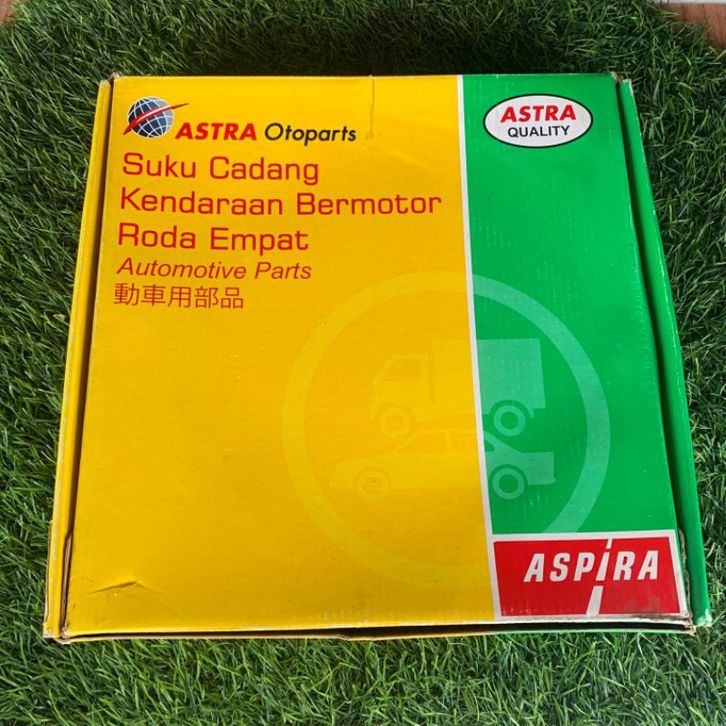 ASTRA Otoparts
ASTRA
QUALITY
Suku Cadang
Kendaraan Bermotor
Roda Empat
Automotive Parts
動車用部品
ASPIRA